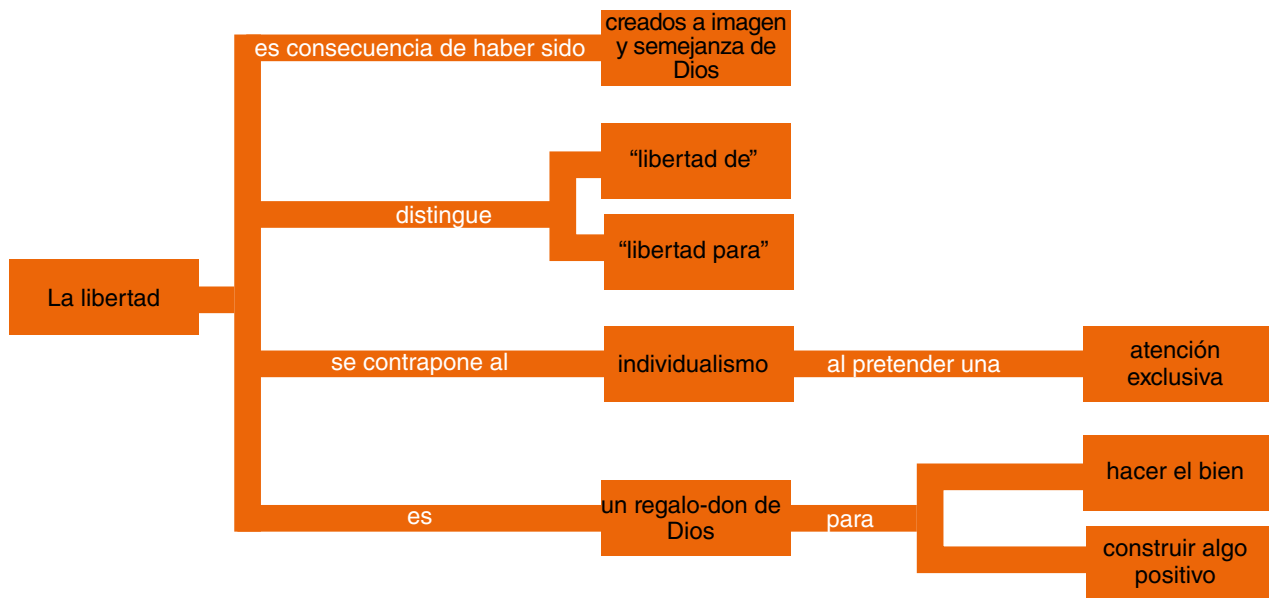 es consecuencia de haber sido
creados a imagen
y semejanza de
Dios
“libertad de”
distingue
“libertad para”
La libertad
se contrapone al
individualismo
al pretender una
atención
exclusiva
es
un regalo-don de
Dios
para
hacer el bien
construir algo
positivo